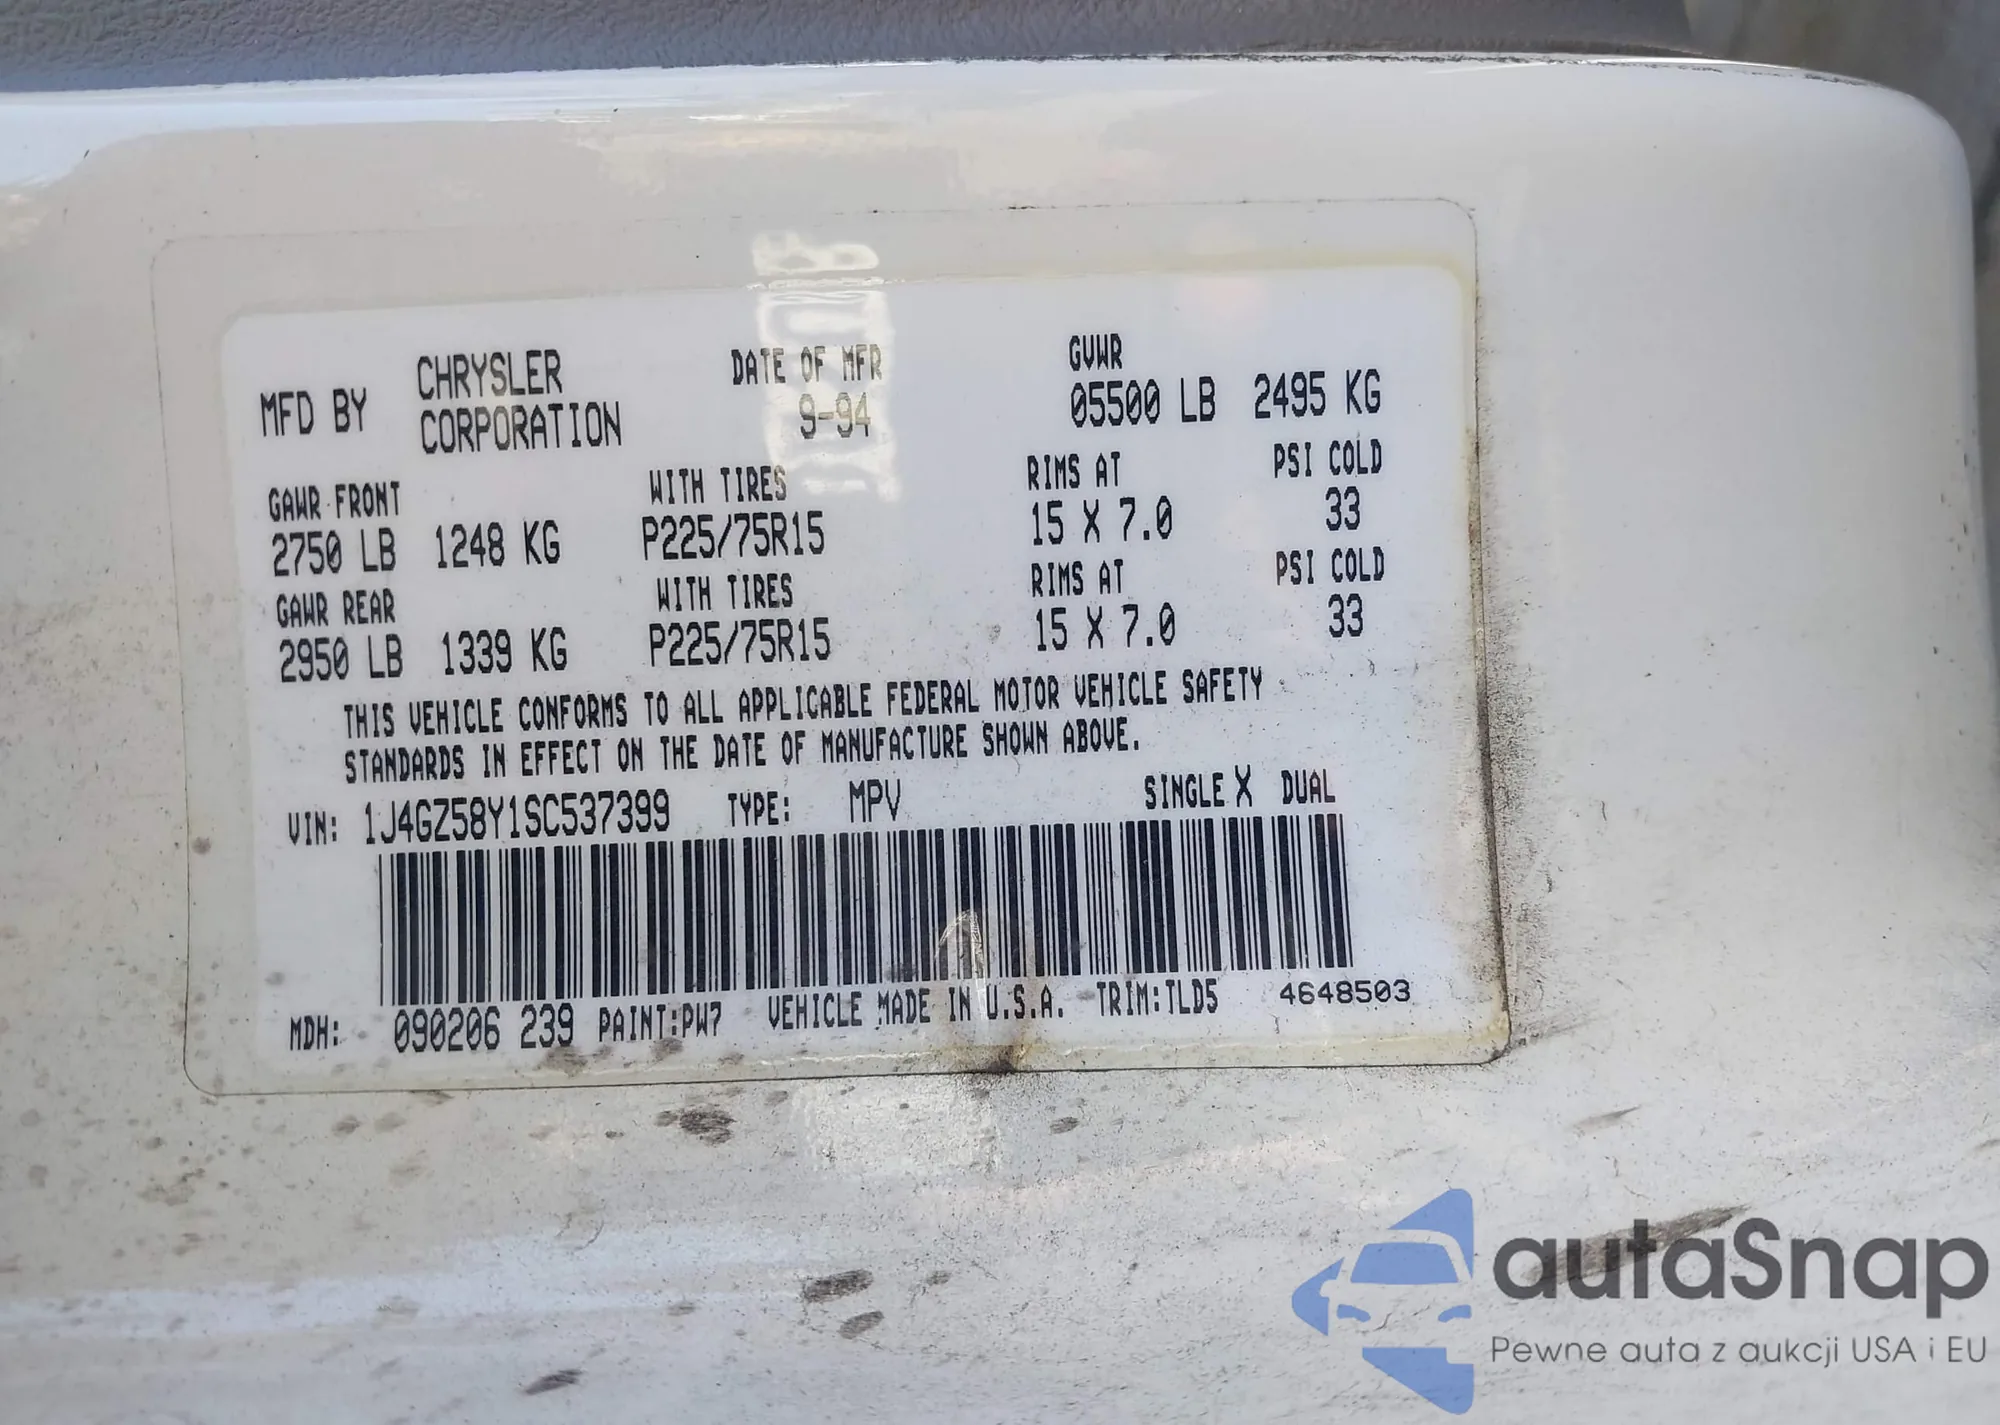 MFD BY CHRYSLER CORPORATION DATE OF MFR 9-94 GVWR 05500 LB 2495 KG
GAWR FRONT WITH TIRES RIMS AT PSI COLD
2750 LB 1248 KG P225/75R15 15 X 7.0 33
GAWR REAR WITH TIRES RIMS AT PSI COLD
2950 LB 1339 KG P225/75R15 15 X 7.0 33
THIS VEHICLE CONFORMS TO ALL APPLICABLE FEDERAL MOTOR VEHICLE SAFETY
STANDARDS IN EFFECT ON THE DATE OF MANUFACTURE SHOWN ABOVE.
VIN: 1J4GZ58Y1SC537399 TYPE: MPV SINGLE X DUAL
MDH: 090206 239 PAINT:PW7 VEHICLE MADE IN U.S.A. TRIM:TLD5 4648503
autaSnap
Pewne auta z aukcji USA i EU